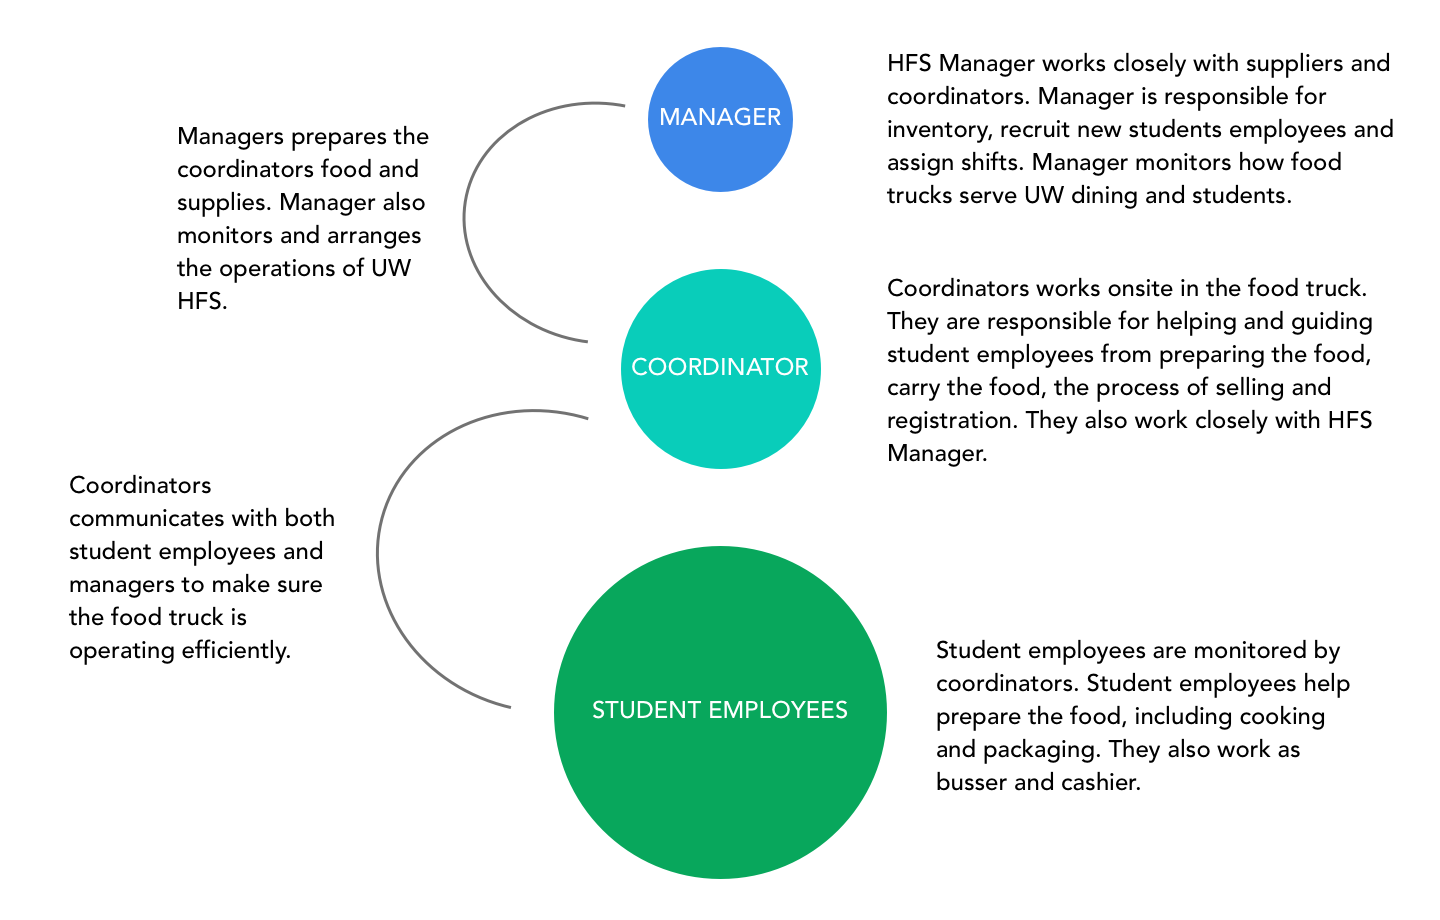 MANAGER
HFS Manager works closely with suppliers and
coordinators. Manager is responsible for
inventory, recruit new students employees and
assign shifts. Manager monitors how food
trucks serve UW dining and students.
Managers prepares the
coordinators food and
supplies. Manager also
monitors and arranges
the operations of UW
HFS.
COORDINATOR
Coordinators works onsite in the food truck.
They are responsible for helping and guiding
student employees from preparing the food,
carry the food, the process of selling and
registration. They also work closely with HFS
Manager.
Coordinators
communicates with both
student employees and
managers to make sure
the food truck is
operating efficiently.
STUDENT EMPLOYEES
Student employees are monitored by
coordinators. Student employees help
prepare the food, including cooking
and packaging. They also work as
busser and cashier.